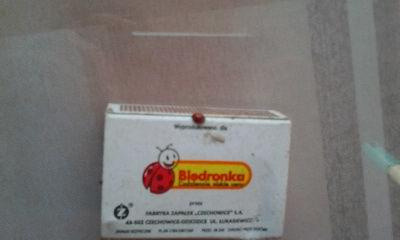 Wyprodukowano dla
Biedronka
Codziennie niskie ceny
przez
FABRYKA ZAPAŁEK „CZECHOWICE” S.A.
43-502 CZECHOWICE-DZIEDZICE UL. ŁUKASIEWICZA